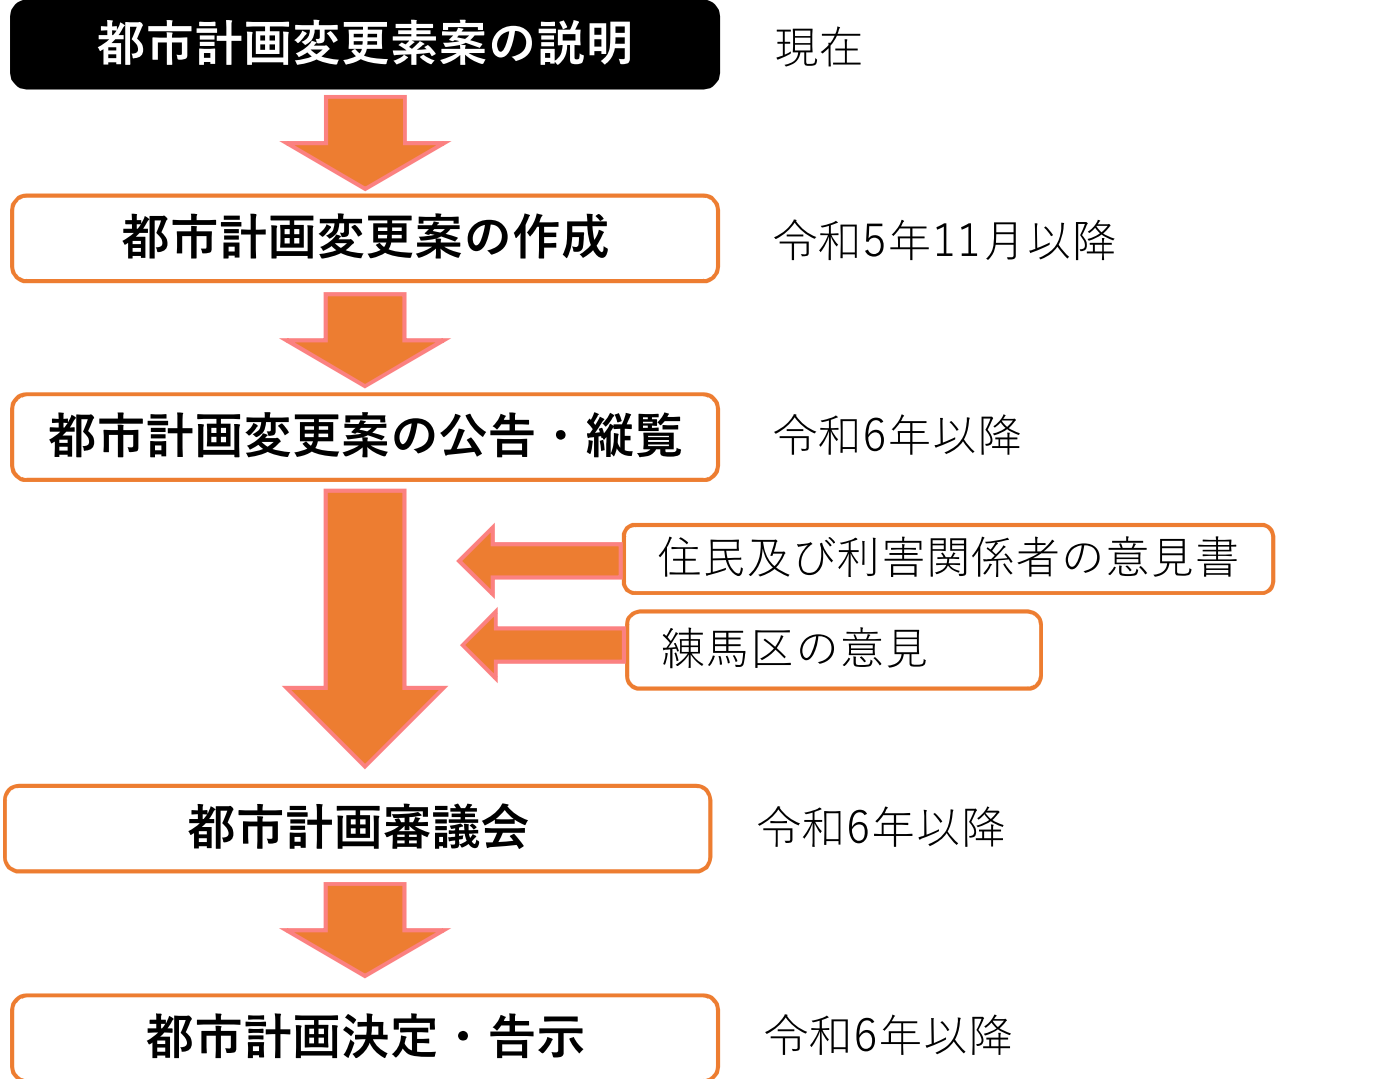 都市計画変更素案の説明
現在
都市計画変更案の作成
令和5年11月以降
都市計画変更案の公告・縦覧
令和6年以降
住民及び利害関係者の意見書
練馬区の意見
都市計画審議会
令和6年以降
都市計画決定・告示
令和6年以降